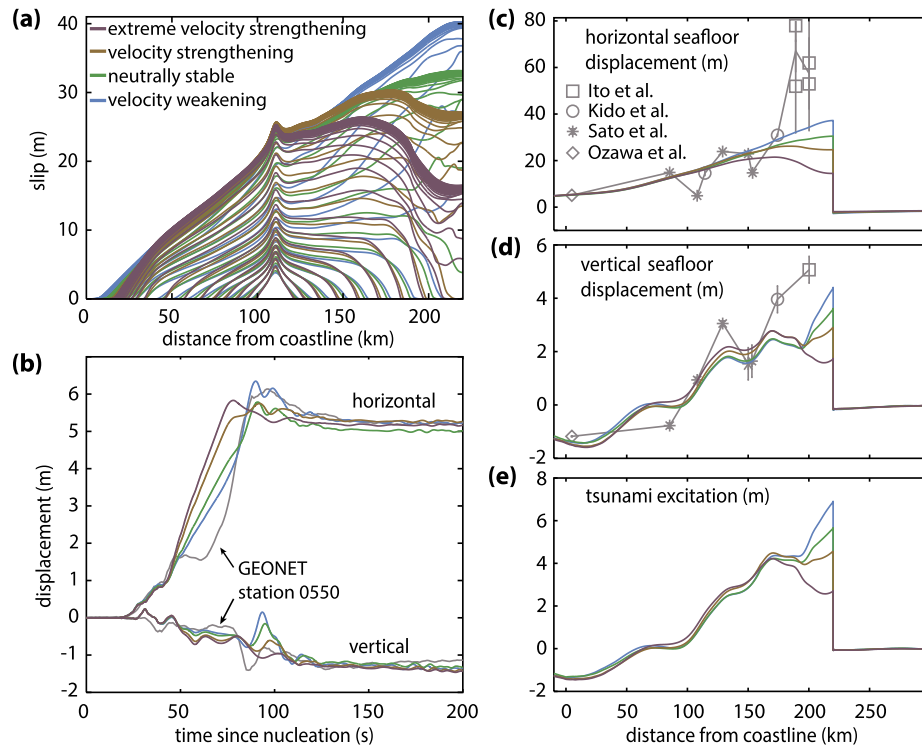 (a)
extreme velocity strengthening
velocity strengthening
neutrally stable
velocity weakening
40
30
20
10
0
slip (m)
0
50
100
150
200
distance from coastline (km)
(b)
horizontal
GEONET
station 0550
vertical
6
5
4
3
2
1
0
-1
-2
displacement (m)
0
50
100
150
200
time since nucleation (s)
(c)
horizontal seafloor
displacement (m)
Ito et al.
Kido et al.
Sato et al.
Ozawa et al.
80
60
40
20
0
(d)
vertical seafloor
displacement (m)
6
4
2
0
-2
(e)
tsunami excitation (m)
8
6
4
2
0
-2
0
50
100
150
200
250
distance from coastline (km)